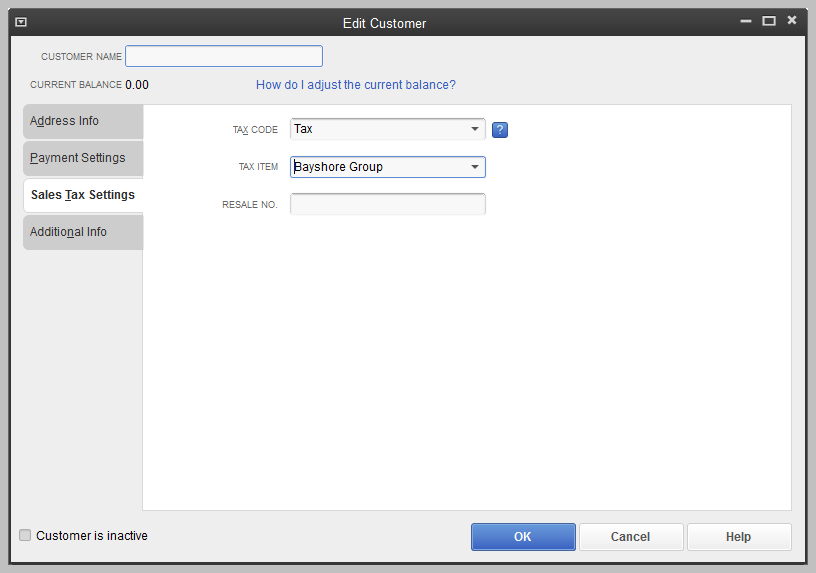 Edit Customer
CUSTOMER NAME
CURRENT BALANCE 0.00 How do I adjust the current balance?
Address Info
Payment Settings
Sales Tax Settings
Additional Info
TAX CODE Tax ?
TAX ITEM Bayshore Group
RESALE NO.
Customer is inactive
OK Cancel Help